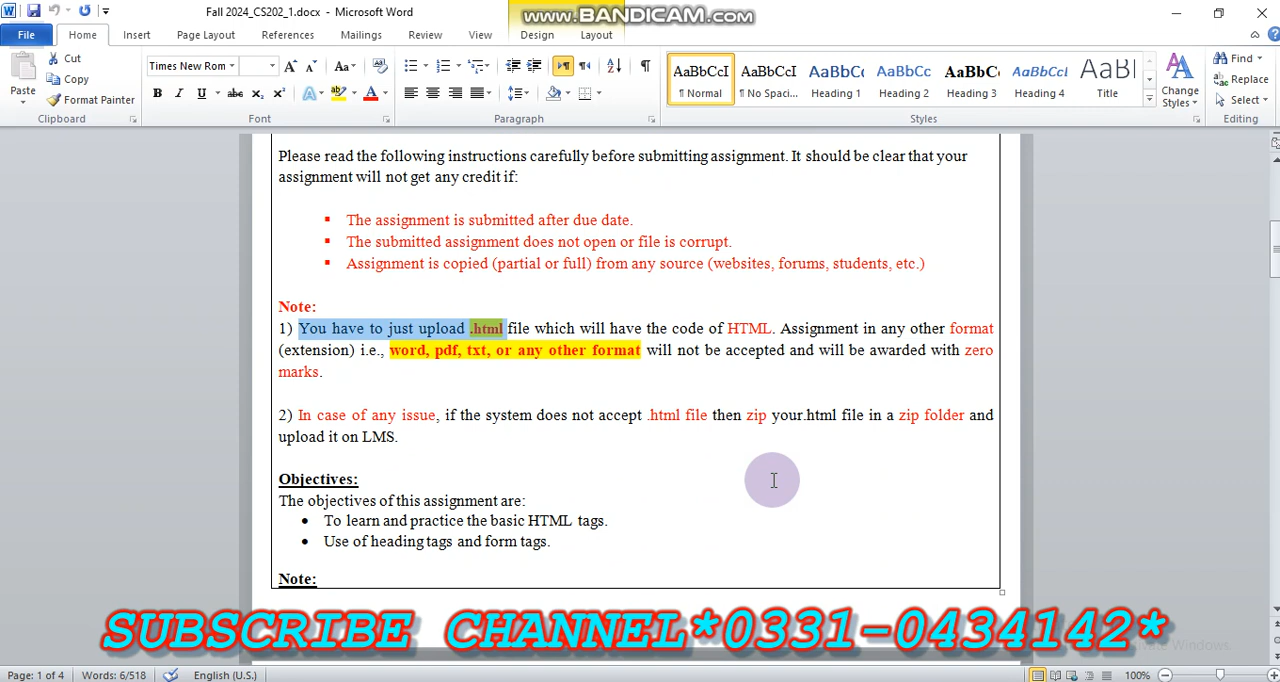 Fall 2024_CS202_1.docx - Microsoft Word
www.BANDICAM.com
File Home Insert Page Layout References Mailings Review View Design Layout
Paste
Cut
Copy
Format Painter
Clipboard
Times New Rom
Font
Paragraph
AaBbCcI AaBbCcI AaBbCc AaBbCc AaBbCc AaBbCcI AaBl
¶ Normal ¶ No Spaci... Heading 1 Heading 2 Heading 3 Heading 4 Title
Change
Styles
Styles
Find
Replace
Select
Editing
Please read the following instructions carefully before submitting assignment. It should be clear that your
assignment will not get any credit if:
▪ The assignment is submitted after due date.
▪ The submitted assignment does not open or file is corrupt.
▪ Assignment is copied (partial or full) from any source (websites, forums, students, etc.)
Note:
1) You have to just upload .html file which will have the code of HTML. Assignment in any other format
(extension) i.e., word, pdf, txt, or any other format will not be accepted and will be awarded with zero
marks.
2) In case of any issue, if the system does not accept .html file then zip your.html file in a zip folder and
upload it on LMS.
Objectives:
The objectives of this assignment are:
• To learn and practice the basic HTML tags.
• Use of heading tags and form tags.
Note:
SUBSCRIBE CHANNEL*0331-0434142*
Page: 1 of 4 Words: 6/518 English (U.S.) 100%